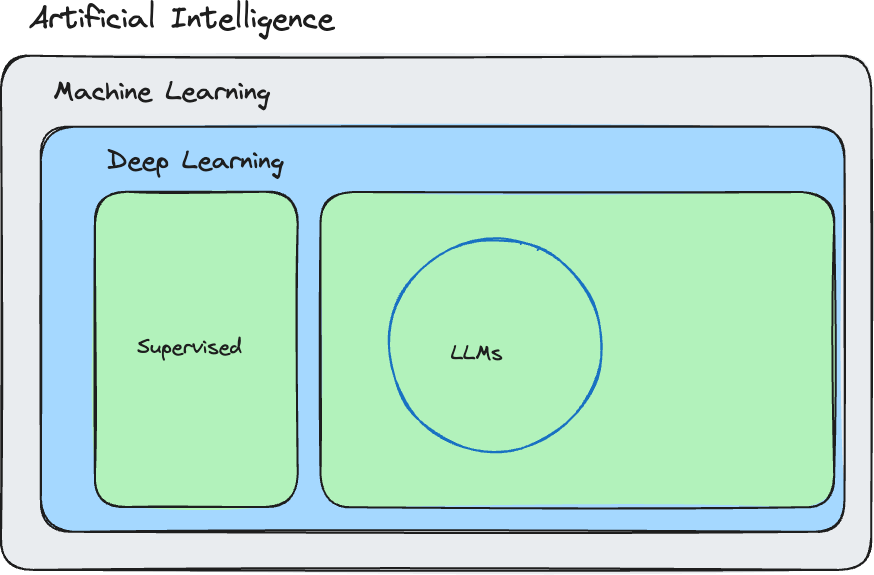 Artificial Intelligence
Machine Learning
Deep Learning
Supervised
LLMs